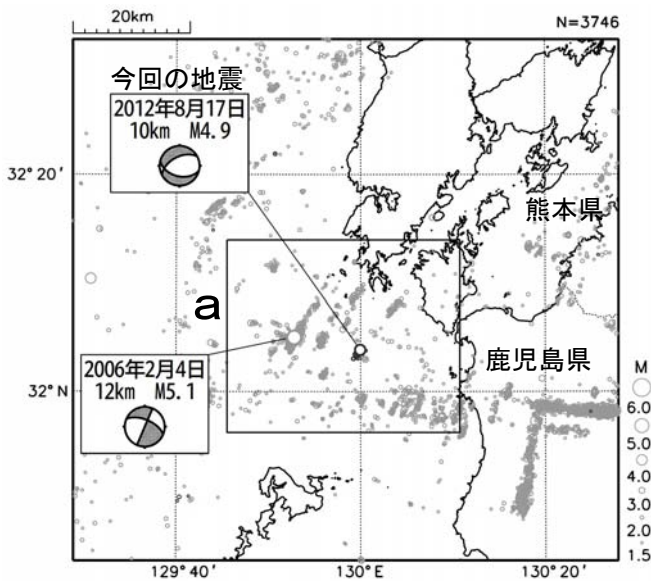 20km
N=3746
今回の地震
2012年8月17日
10km M4.9
32°20'
熊本県
a
2006年2月4日
12km M5.1
鹿児島県
32°N
M
6.0
5.0
4.0
3.0
2.0
1.5
129°40'
130°E
130°20'